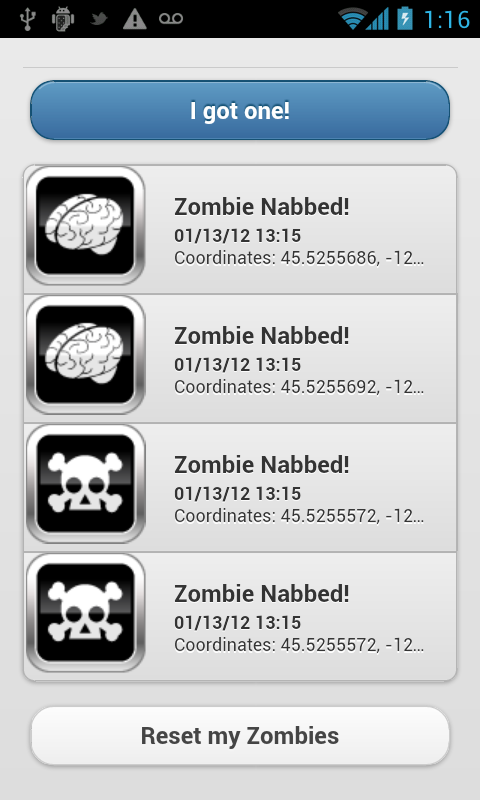 1:16
I got one!
Zombie Nabbed!
01/13/12 13:15
Coordinates: 45.5255686, -12...
Zombie Nabbed!
01/13/12 13:15
Coordinates: 45.5255692, -12...
Zombie Nabbed!
01/13/12 13:15
Coordinates: 45.5255572, -12...
Zombie Nabbed!
01/13/12 13:15
Coordinates: 45.5255572, -12...
Reset my Zombies